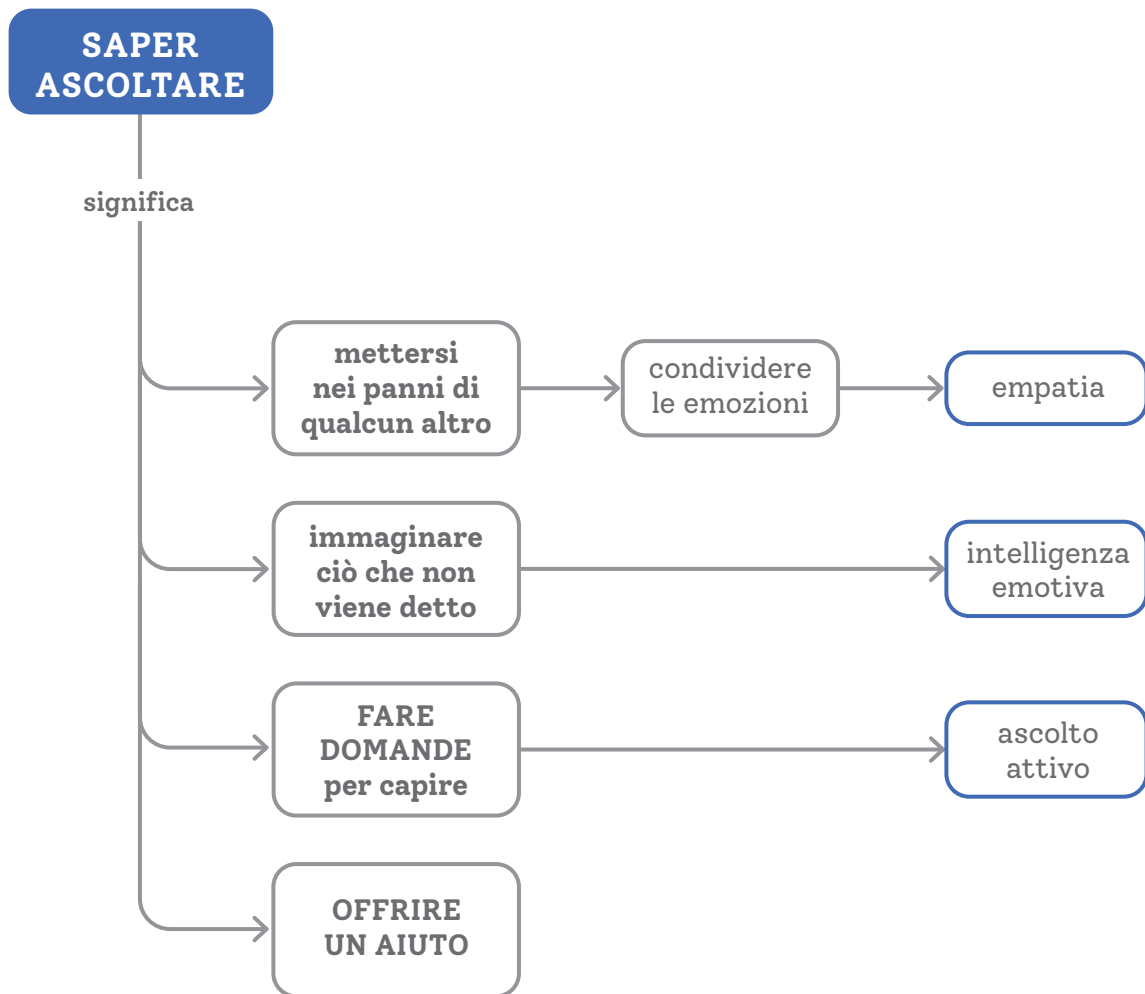 SAPER
ASCOLTARE
significa
mettersi
nei panni di
qualcun altro
condividere
le emozioni
empatia
immaginare
ciò che non
viene detto
intelligenza
emotiva
FARE
DOMANDE
per capire
ascolto
attivo
OFFRIRE
UN AIUTO